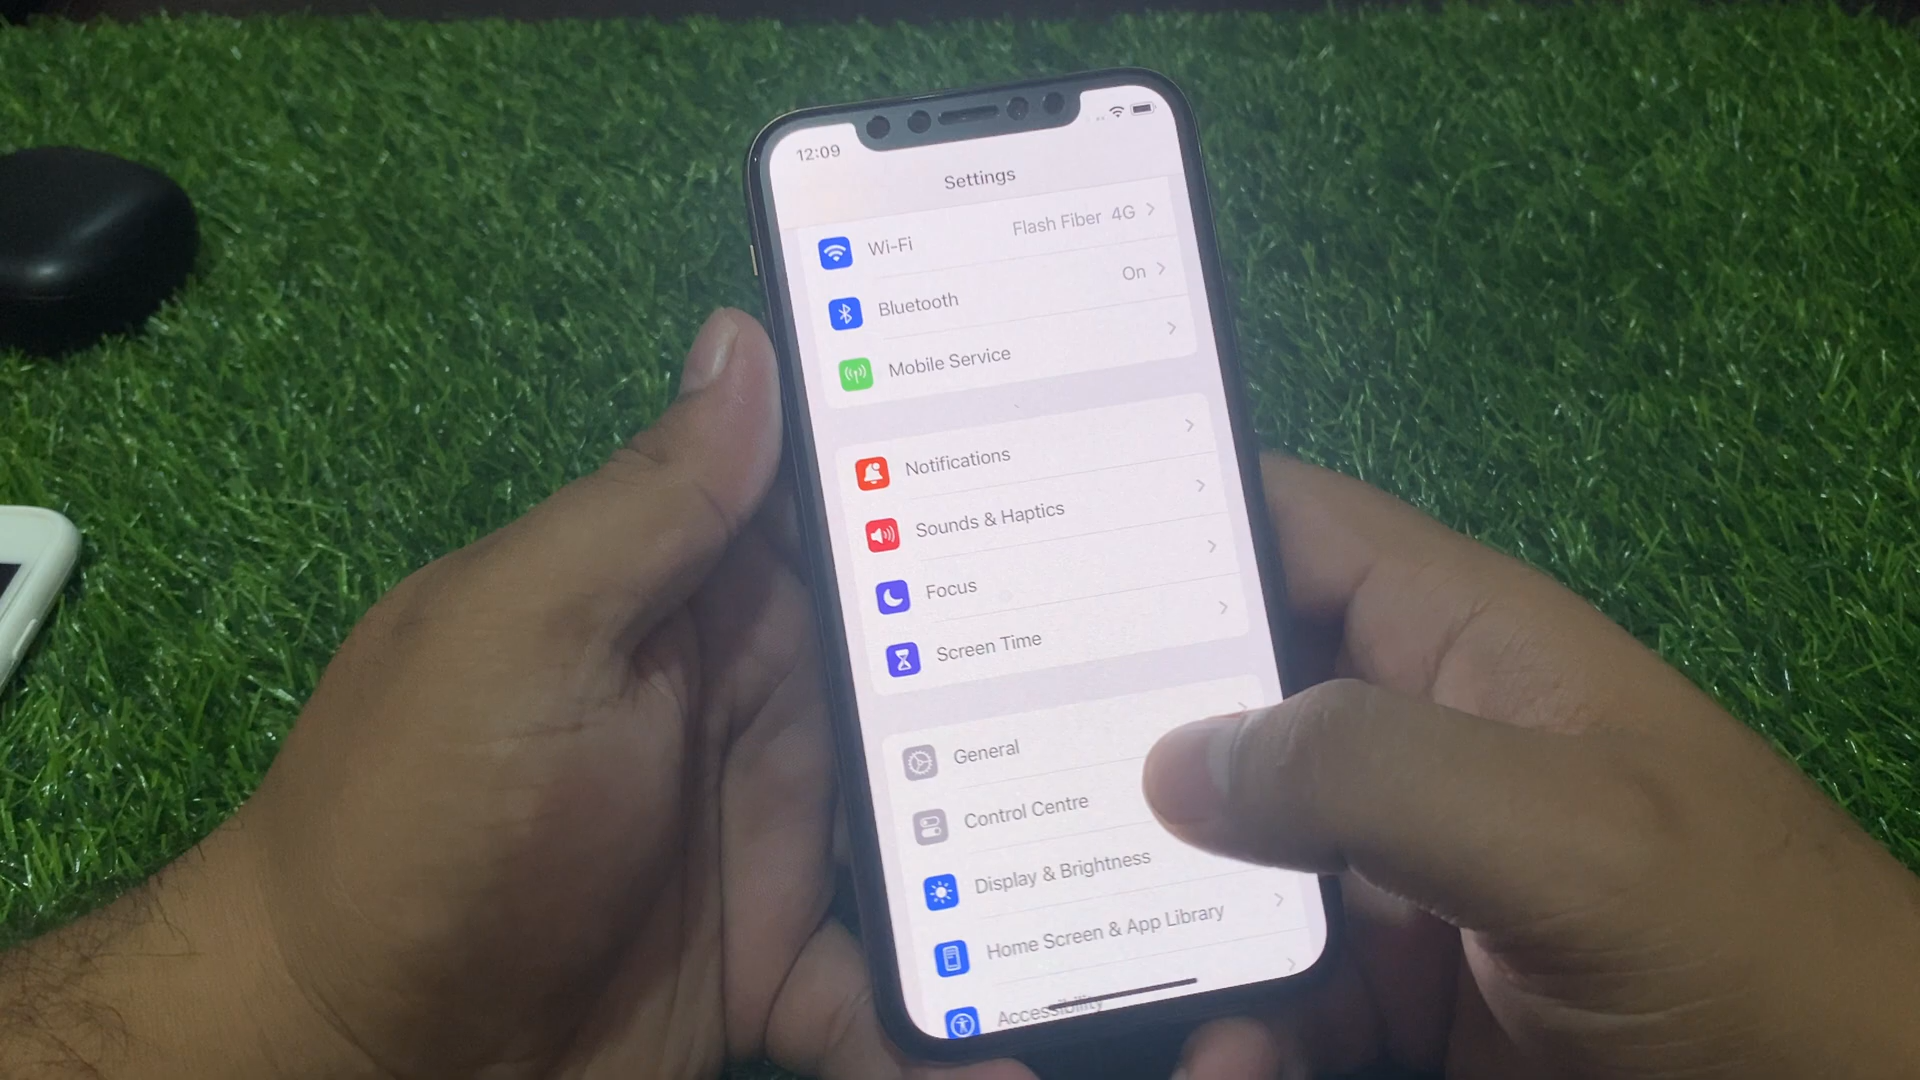 12:09
Settings
Wi-Fi Flash Fiber 4G
Bluetooth On
Mobile Service
Notifications
Sounds & Haptics
Focus
Screen Time
General
Control Centre
Display & Brightness
Home Screen & App Library
Accessibility